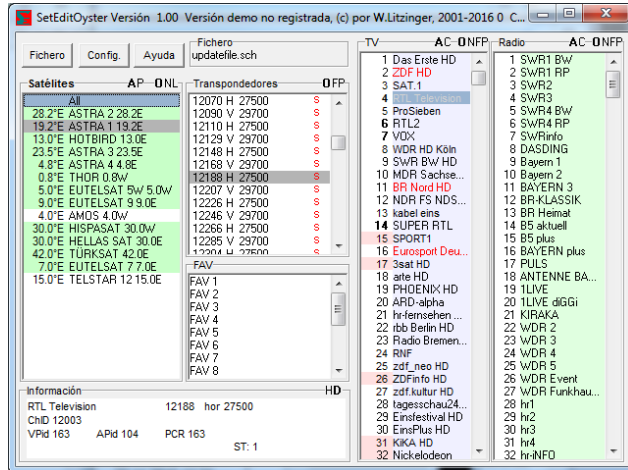 SetEditOyster Versión 1.00 Versión demo no registrada, (c) por W.Litzinger, 2001-2016 0 C...
Fichero
Config.
Ayuda
Fichero
updatefile.sch
Satélites AP ONL
All
28.2°E ASTRA 2 28.2E
19.2°E ASTRA 1 19.2E
13.0°E HOTBIRD 13.0E
23.5°E ASTRA 3 23.5E
4.8°E ASTRA 4 4.8E
0.8°W THOR 0.8W
5.0°W EUTELSAT 5W 5.0W
9.0°E EUTELSAT 9 9.0E
4.0°E AMOS 4.0W
30.0°E HISPASAT 30.0W
30.0°E HELLAS SAT 30.0E
42.0°E TÜRKSAT 42.0E
7.0°E EUTELSAT 7 7.0E
15.0°E TELSTAR 12 15.0E
Transpondedores OFP
12070 H 27500 S
12090 V 29700 S
12110 H 27500 S
12129 V 29700 S
12148 H 27500 S
12168 V 29700 S
12188 H 27500 S
12207 V 29700 S
12226 H 27500 S
12246 V 29700 S
12266 H 27500 S
12285 V 29700 S
12304 H 27500 S
FAV
FAV 1
FAV 2
FAV 3
FAV 4
FAV 5
FAV 6
FAV 7
FAV 8
Información HD
RTL Television 12188 hor 27500
ChID 12003
VPid 163 APid 104 PCR 163
ST: 1
TV AC ONFP
1 Das Erste HD
2 ZDF HD
3 SAT.1
4 RTL Television
5 ProSieben
6 RTL2
7 VOX
8 WDR HD Köln
9 SWR BW HD
10 MDR Sachse...
11 BR Nord HD
12 NDR FS NDS...
13 kabel eins
14 SUPER RTL
15 SPORT1
16 Eurosport Deu...
17 3sat HD
18 arte HD
19 PHOENIX HD
20 ARD-alpha
21 hr-fernsehen ...
22 rbb Berlin HD
23 Radio Bremen...
24 RNF
25 zdf_neo HD
26 ZDFinfo HD
27 zdf.kultur HD
28 tagesschau24...
29 Einsfestival HD
30 EinsPlus HD
31 KiKA HD
32 Nickelodeon
Radio AC ONFP
1 SWR1 BW
2 SWR1 RP
3 SWR2
4 SWR3
5 SWR4 BW
6 SWR4 RP
7 SWRinfo
8 DASDING
9 Bayern 1
10 Bayern 2
11 BAYERN 3
12 BR-KLASSIK
13 BR Heimat
14 B5 aktuell
15 B5 plus
16 BAYERN plus
17 PULS
18 ANTENNE BA...
19 1LIVE
20 1LIVE diGGi
21 KIRAKA
22 WDR 2
23 WDR 3
24 WDR 4
25 WDR 5
26 WDR Event
27 WDR Funkhau...
28 hr1
29 hr2
30 hr3
31 hr4
32 hr-iNFO